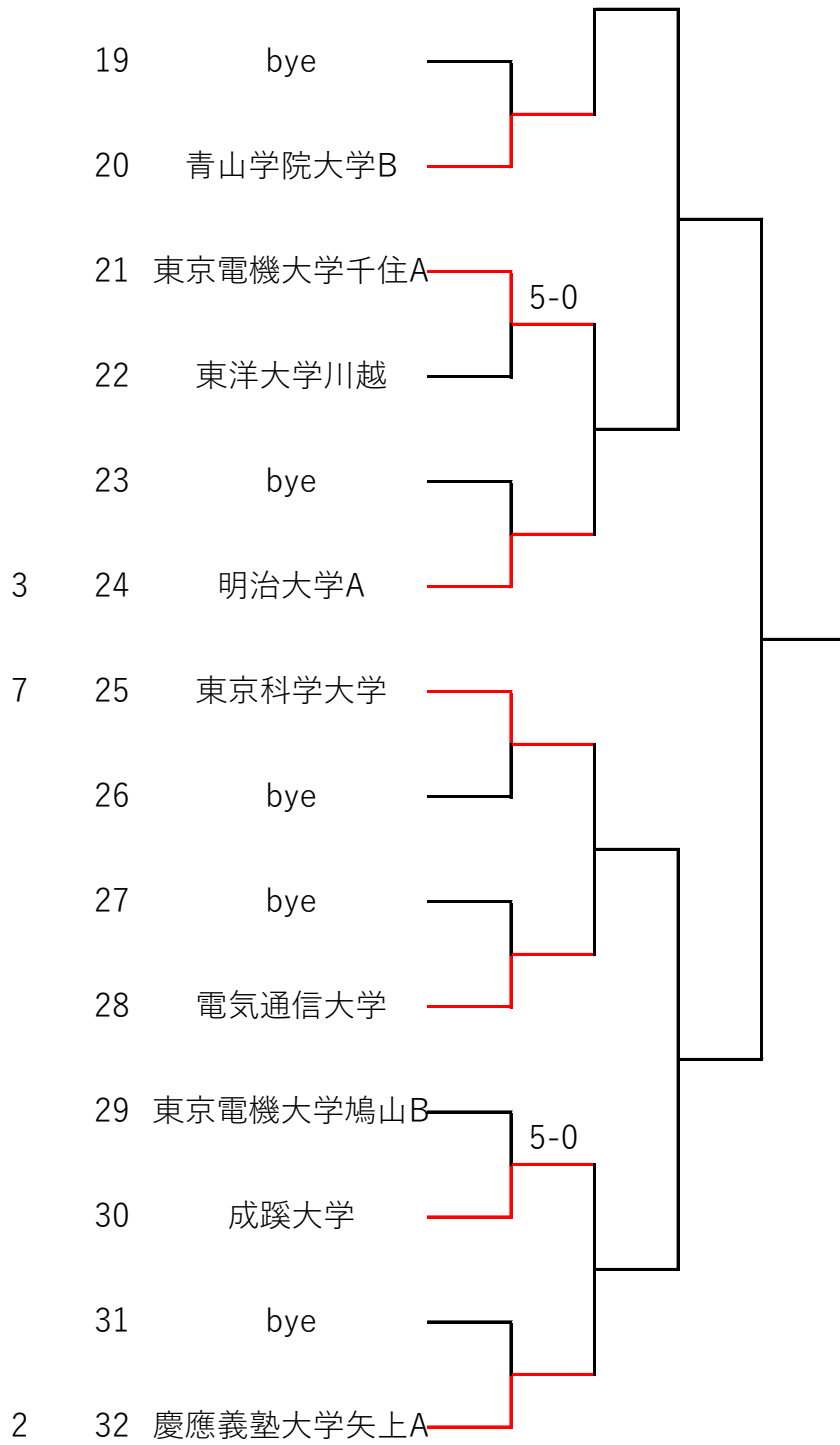 19 bye
20 青山学院大学B
21 東京電機大学千住A
5-0
22 東洋大学川越
23 bye
3 24 明治大学A
7 25 東京科学大学
26 bye
27 bye
28 電気通信大学
29 東京電機大学鳩山B
5-0
30 成蹊大学
31 bye
2 32 慶應義塾大学矢上A